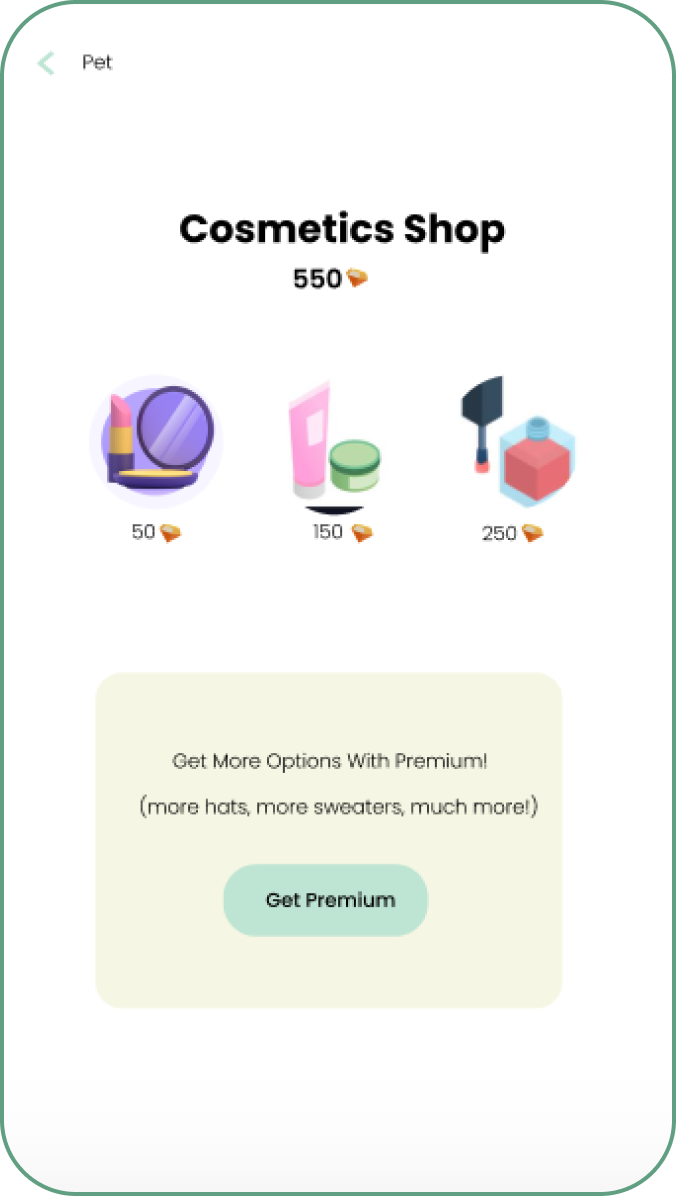 Pet
Cosmetics Shop
550
50
150
250
Get More Options With Premium!
(more hats, more sweaters, much more!)
Get Premium